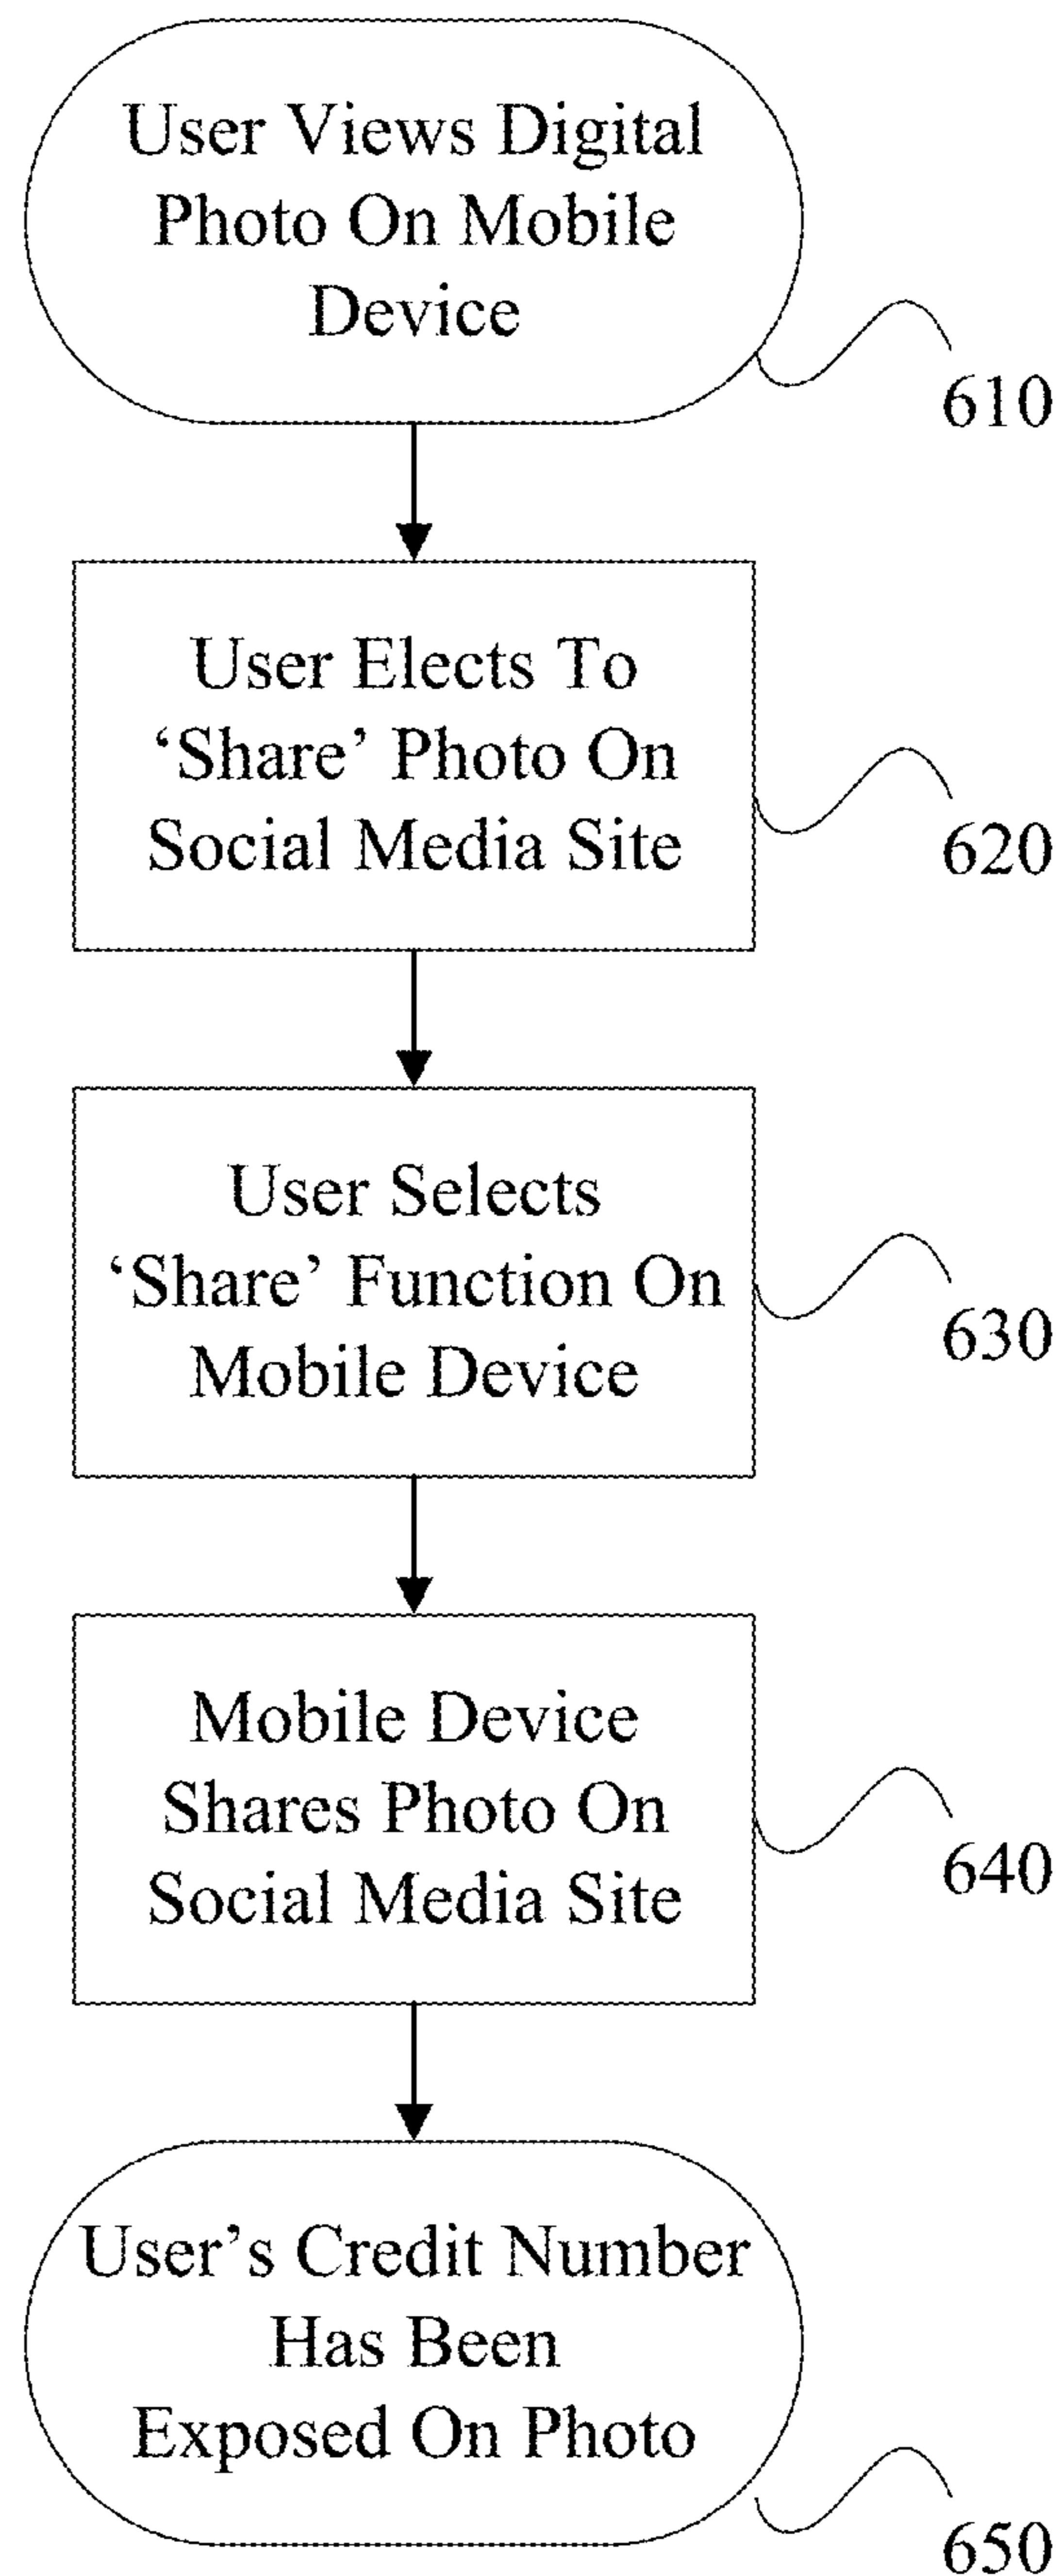 User Views Digital
Photo On Mobile
Device
610
User Elects To
‘Share’ Photo On
Social Media Site
620
User Selects
‘Share’ Function On
Mobile Device
630
Mobile Device
Shares Photo On
Social Media Site
640
User’s Credit Number
Has Been
Exposed On Photo
650